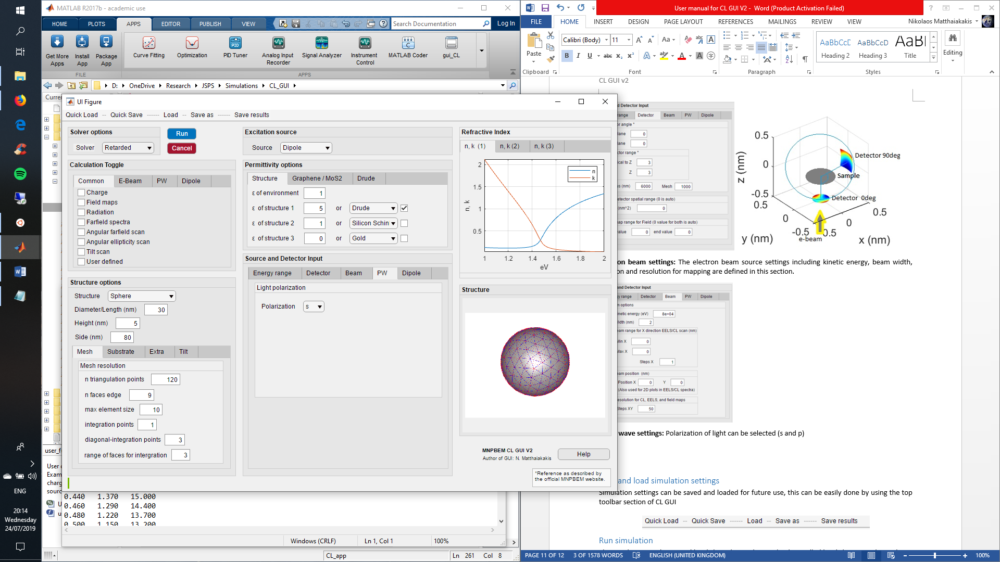 MATLAB R2017b - academic use
HOME PLOTS APPS EDITOR PUBLISH VIEW Search Documentation Log In
Get More Apps
Install App
Package App
Curve Fitting
Optimization
PID Tuner
Analog Input Recorder
Signal Analyzer
Instrument Control
MATLAB Coder
gui_CL
FILE APPS
D: OneDrive Research JSPS Simulations CL_GUI
Curre
UI Figure
Quick Load -- Quick Save ------ Load -- Save as ------ Save results
Solver options
Solver Retarded
Run
Cancel
Calculation Toggle
Common E-Beam PW Dipole
Charge
Field maps
Radiation
Farfield spectra
Angular farfield scan
Angular ellipticity scan
Tilt scan
User defined
Structure options
Structure Sphere
Diameter/Length (nm) 30
Height (nm) 5
Side (nm) 80
Mesh Substrate Extra Tilt
Mesh resolution
n triangulation points 120
n faces edge 9
max element size 10
integration points 1
diagonal-integration points 3
range of faces for intergration 3
Excitation source
Source Dipole
Permittivity options
Structure Graphene / MoS2 Drude
ε of environment 1
ε of structure 1 5 or Drude
ε of structure 2 1 or Silicon Schin
ε of structure 3 0 or Gold
Source and Detector Input
Energy range Detector Beam PW Dipole
Light polarization
Polarization s
Refractive Index
n, k (1) n, k (2) n, k (3)
n
k
2
1.5
1
0.5
n, k
1 1.2 1.4 1.6 1.8 2
eV
Structure
MNPBEM CL GUI V2
Author of GUI: N. Matthaiakakis
Help
*Reference as described by
the official MNPBEM website.
user_f
User
Exam
charg
sourc
U
u
0.440 1.370 15.000
0.460 1.290 14.400
0.480 1.220 13.700
0.500 1.150 13.200
Windows (CRLF) Ln 1, Col 1 100%
CL_app Ln 261 Col 8
ENG
20:14
Wednesday
24/07/2019
User manual for CL GUI V2 - Word (Product Activation Failed)
FILE HOME INSERT DESIGN PAGE LAYOUT REFERENCES MAILINGS REVIEW VIEW Nikolaos Matthaiakakis
Paste
Calibri (Body) 11
AaBbCcD AaBbCcD AaBl
Heading 2 Heading 3 Title
Editing
Clipboard Font Paragraph Styles
CL GUI v2
d Detector Input
ange Detector Beam PW Dipole
or angle *
lane 0
lane 0
ctor range *
cal to Z 3
Z 3
us (nm) 6000 Mesh 1000
etector spatial range (0 is auto)
(nm^2) 0
ap range for Field (0 value for both is auto)
value 0 end value 0
0.5
0
-0.5
z (nm)
0.5
0
-0.5
y (nm)
0.5
0
0.5
x (nm)
Detector 90deg
Sample
Detector 0deg
e-beam
on beam settings: The electron beam source settings including kinetic energy, beam width,
on and resolution for mapping are defined in this section.
and Detector Input
gy range Detector Beam PW Dipole
m options
netic energy (eV) 8e+04
Width (nm) 2
eam range for X direction EELS/CL scan (nm)
Min X 0
Max X 0
Steps X 1
eam position (nm)
Position X 0 Y 0
(Also used for 2D plots in EELS/CL spectra)
esolution for CL, EELS, and field maps
Steps XY 50
wave settings: Polarization of light can be selected (s and p)
and load simulation settings
Simulation settings can be saved and loaded for future use, this can be easily done by using the top
toolbar section of CL GUI
Quick Load -- Quick Save ------ Load -- Save as ------ Save results
Run simulation
PAGE 11 OF 12 3 OF 1578 WORDS ENGLISH (UNITED KINGDOM) 100%